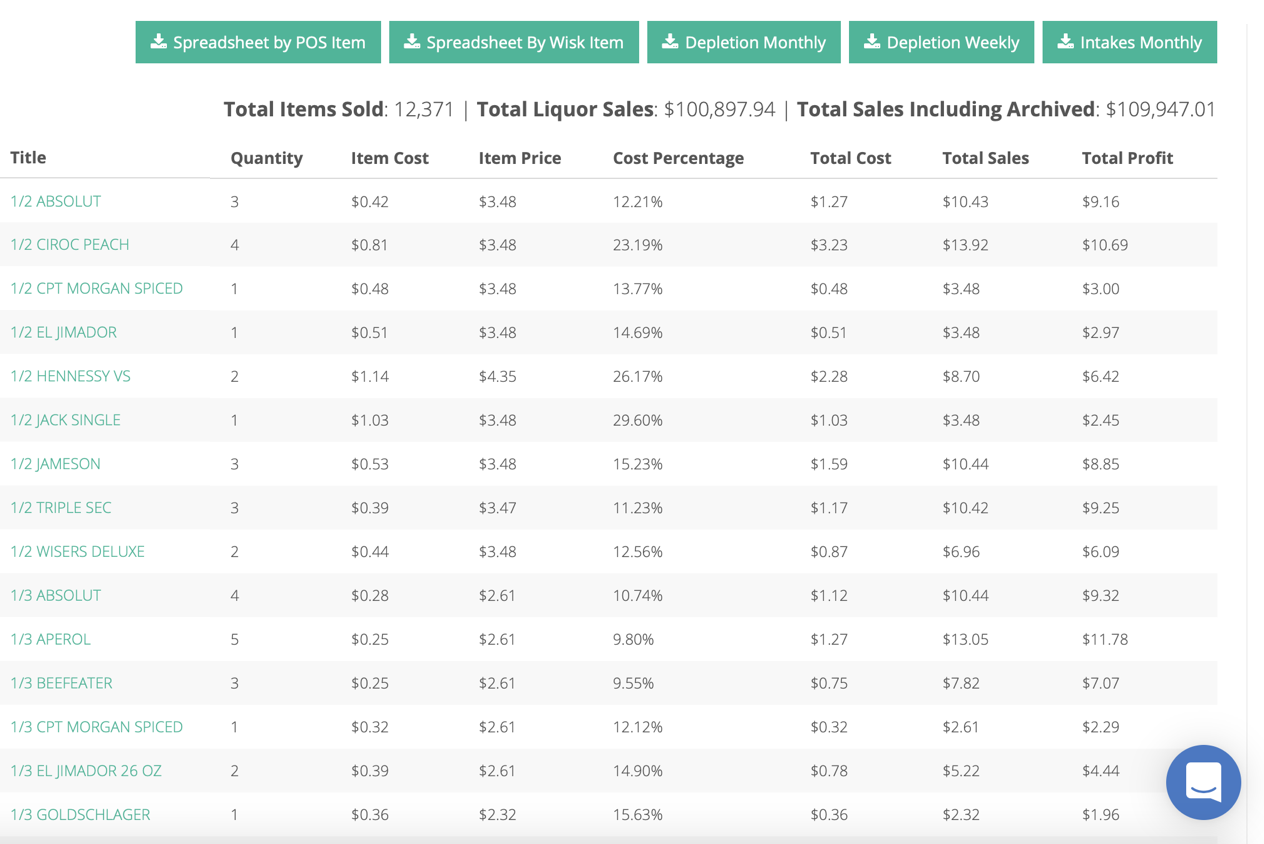 Spreadsheet by POS Item Spreadsheet By Wisk Item Depletion Monthly Depletion Weekly Intakes Monthly
Total Items Sold: 12,371 | Total Liquor Sales: $100,897.94 | Total Sales Including Archived: $109,947.01
Title Quantity Item Cost Item Price Cost Percentage Total Cost Total Sales Total Profit
1/2 ABSOLUT 3 $0.42 $3.48 12.21% $1.27 $10.43 $9.16
1/2 CIROC PEACH 4 $0.81 $3.48 23.19% $3.23 $13.92 $10.69
1/2 CPT MORGAN SPICED 1 $0.48 $3.48 13.77% $0.48 $3.48 $3.00
1/2 EL JIMADOR 1 $0.51 $3.48 14.69% $0.51 $3.48 $2.97
1/2 HENNESSY VS 2 $1.14 $4.35 26.17% $2.28 $8.70 $6.42
1/2 JACK SINGLE 1 $1.03 $3.48 29.60% $1.03 $3.48 $2.45
1/2 JAMESON 3 $0.53 $3.48 15.23% $1.59 $10.44 $8.85
1/2 TRIPLE SEC 3 $0.39 $3.47 11.23% $1.17 $10.42 $9.25
1/2 WISERS DELUXE 2 $0.44 $3.48 12.56% $0.87 $6.96 $6.09
1/3 ABSOLUT 4 $0.28 $2.61 10.74% $1.12 $10.44 $9.32
1/3 APEROL 5 $0.25 $2.61 9.80% $1.27 $13.05 $11.78
1/3 BEEFEATER 3 $0.25 $2.61 9.55% $0.75 $7.82 $7.07
1/3 CPT MORGAN SPICED 1 $0.32 $2.61 12.12% $0.32 $2.61 $2.29
1/3 EL JIMADOR 26 OZ 2 $0.39 $2.61 14.90% $0.78 $5.22 $4.44
1/3 GOLDSCHLAGER 1 $0.36 $2.32 15.63% $0.36 $2.32 $1.96